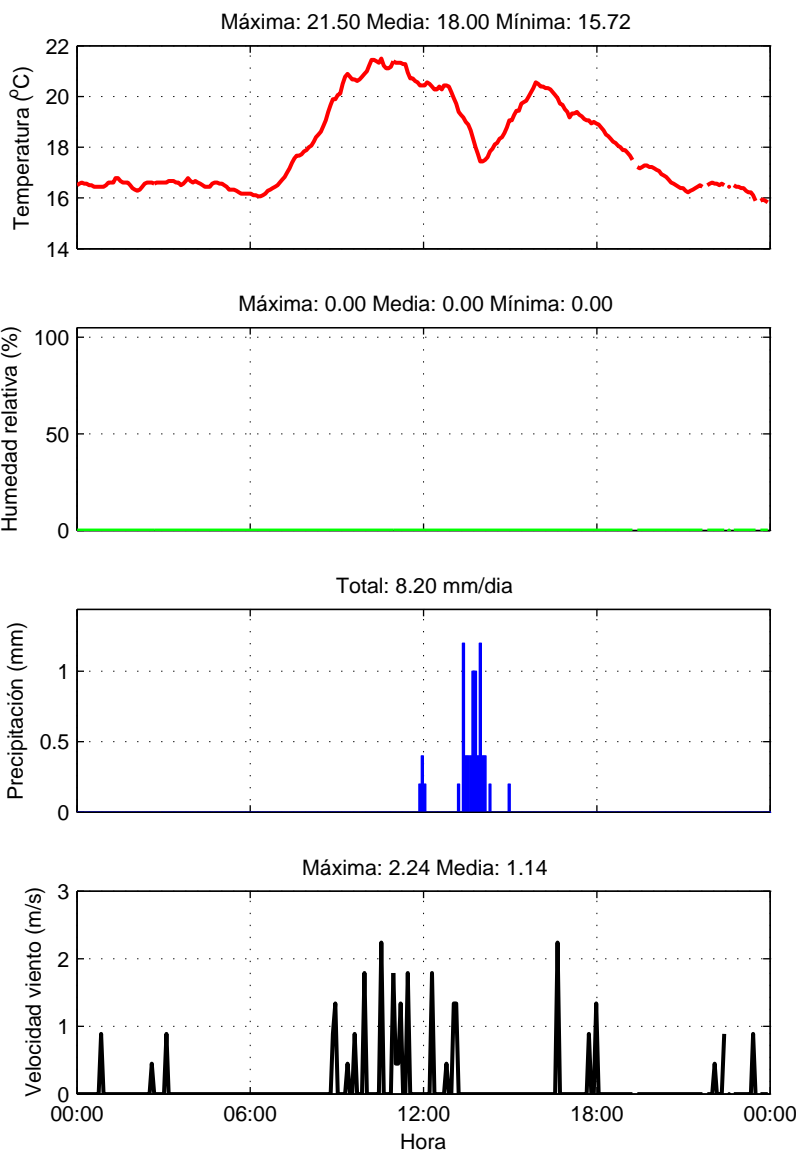 Máxima: 21.50 Media: 18.00 Mínima: 15.72
Temperatura (ºC)
22
20
18
16
14
Máxima: 0.00 Media: 0.00 Mínima: 0.00
Humedad relativa (%)
100
50
0
Total: 8.20 mm/dia
Precipitación (mm)
1
0.5
0
Máxima: 2.24 Media: 1.14
Velocidad viento (m/s)
3
2
1
0
00:00 06:00 12:00 18:00 00:00
Hora